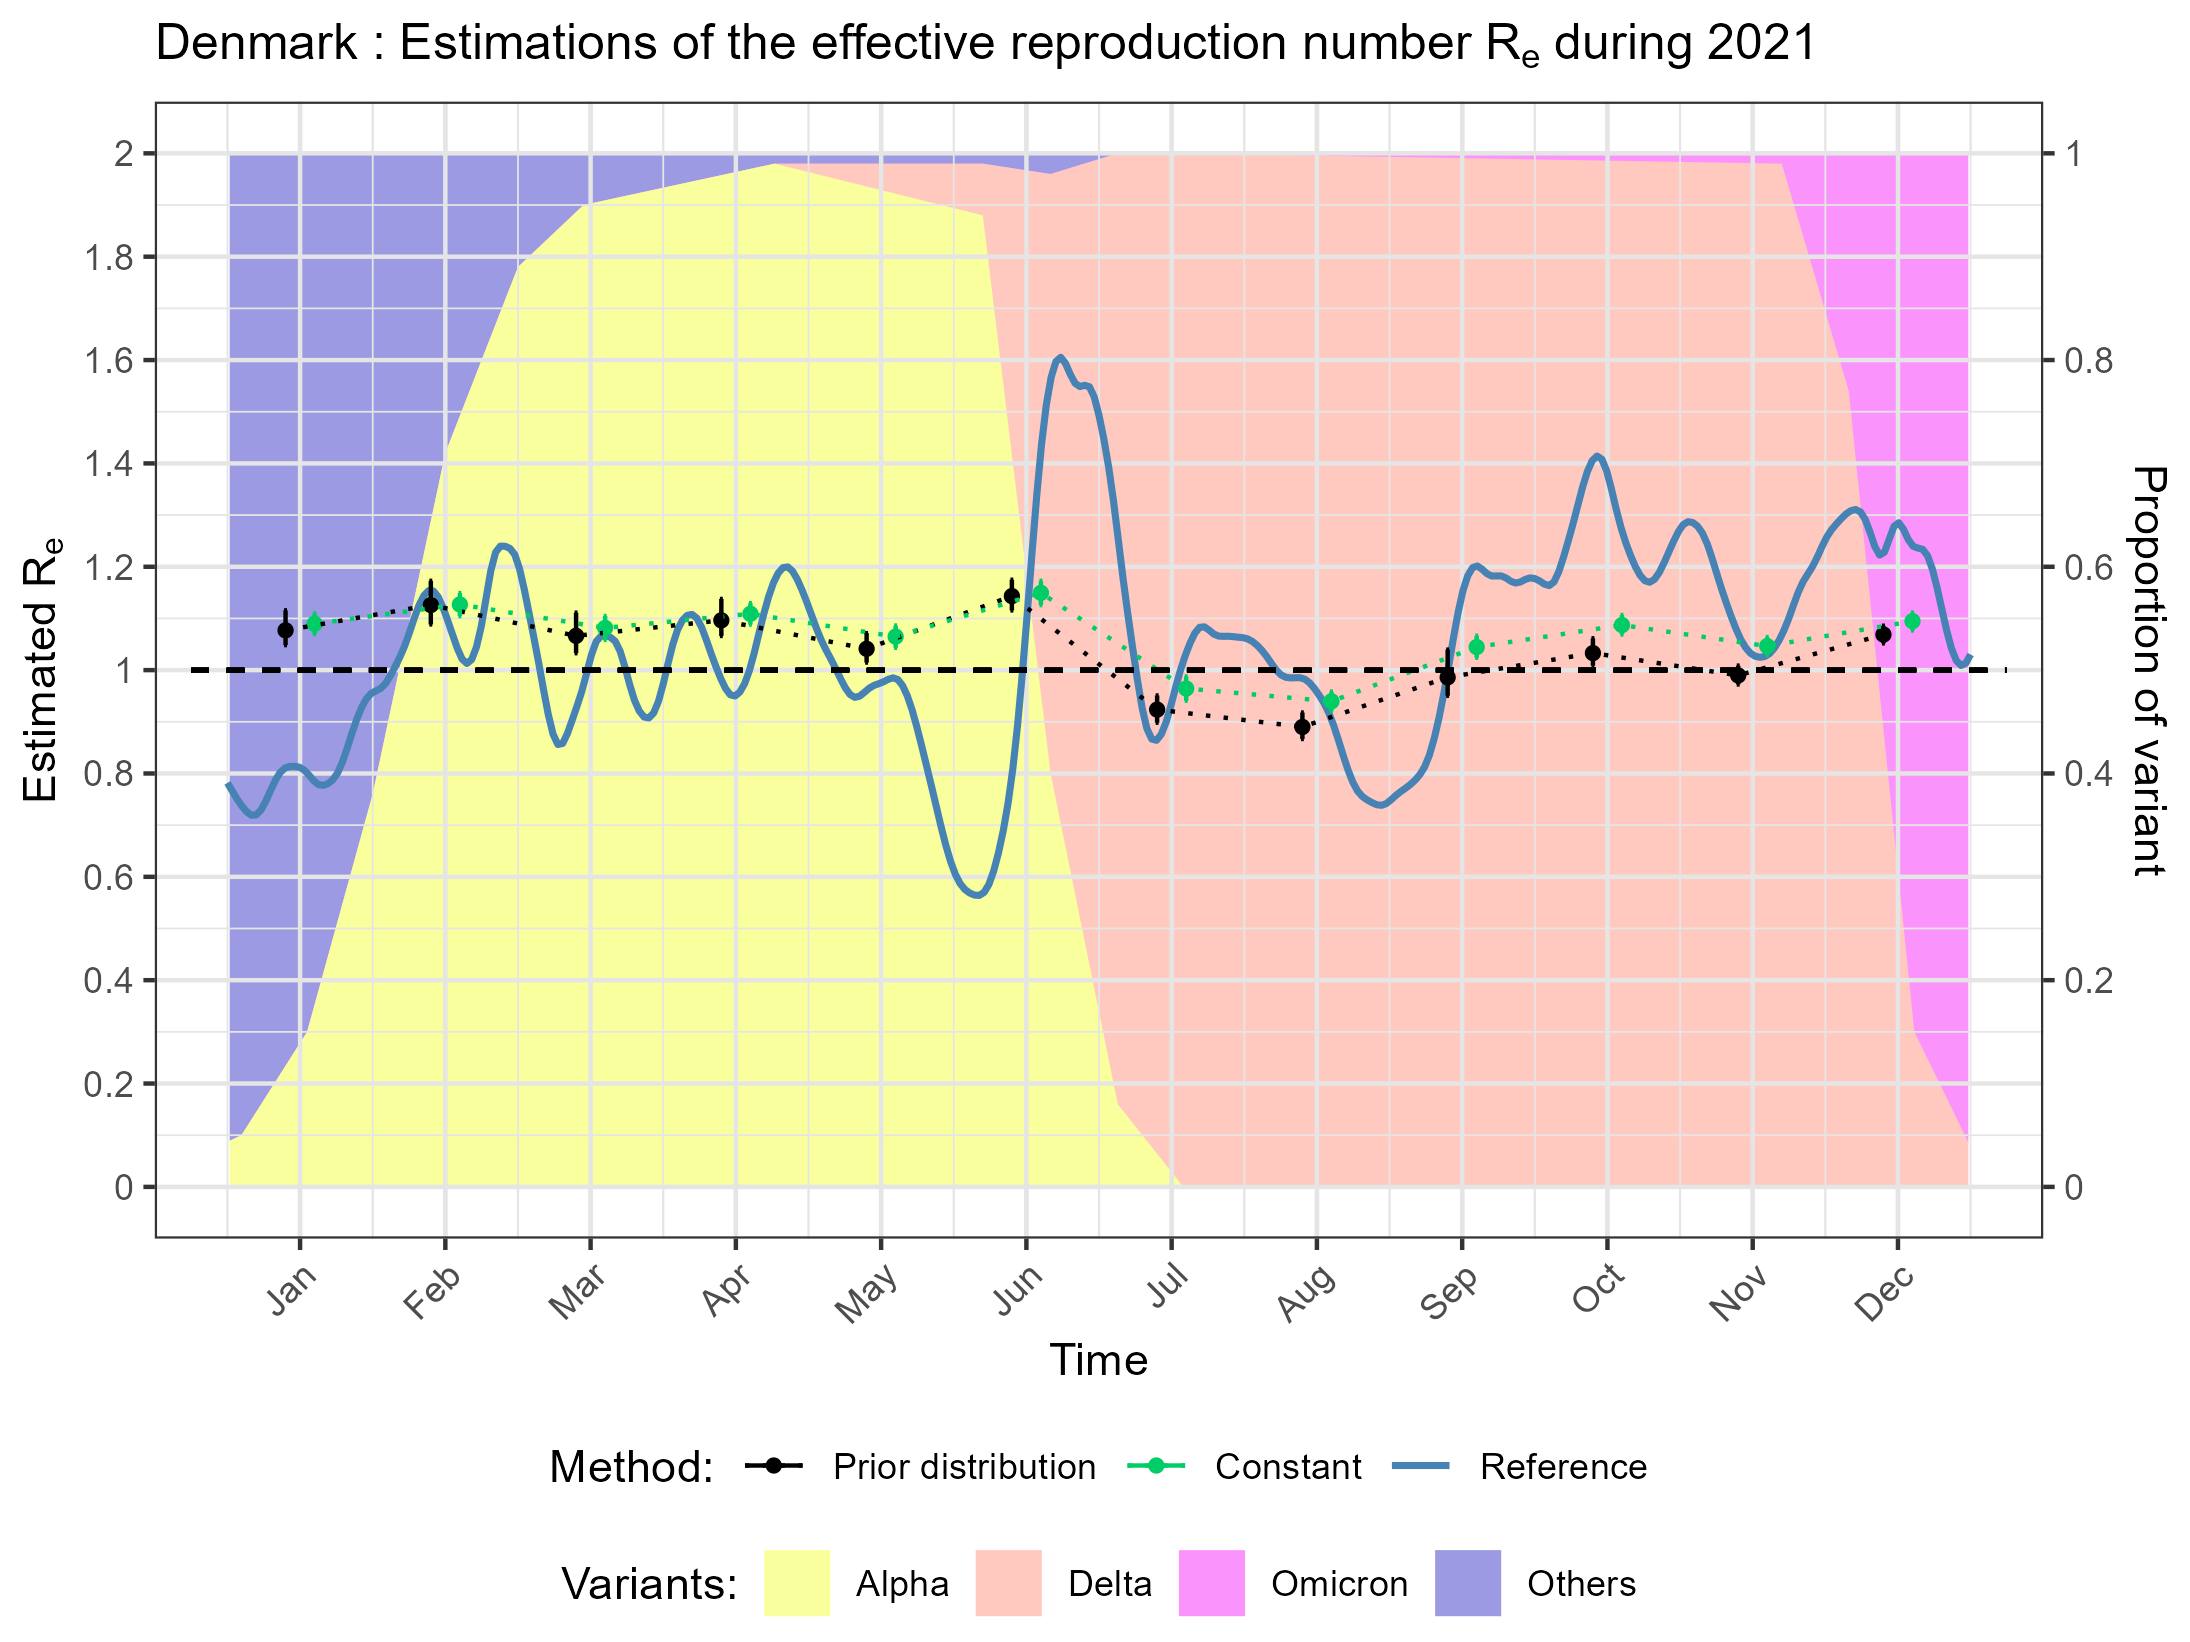 Denmark : Estimations of the effective reproduction number Re during 2021
Estimated Re
2
1.8
1.6
1.4
1.2
1
0.8
0.6
0.4
0.2
0
1
0.8
0.6
0.4
0.2
0
Proportion of variant
Jan Feb Mar Apr May Jun Jul Aug Sep Oct Nov Dec
Time
Method: Prior distribution Constant Reference
Variants: Alpha Delta Omicron Others